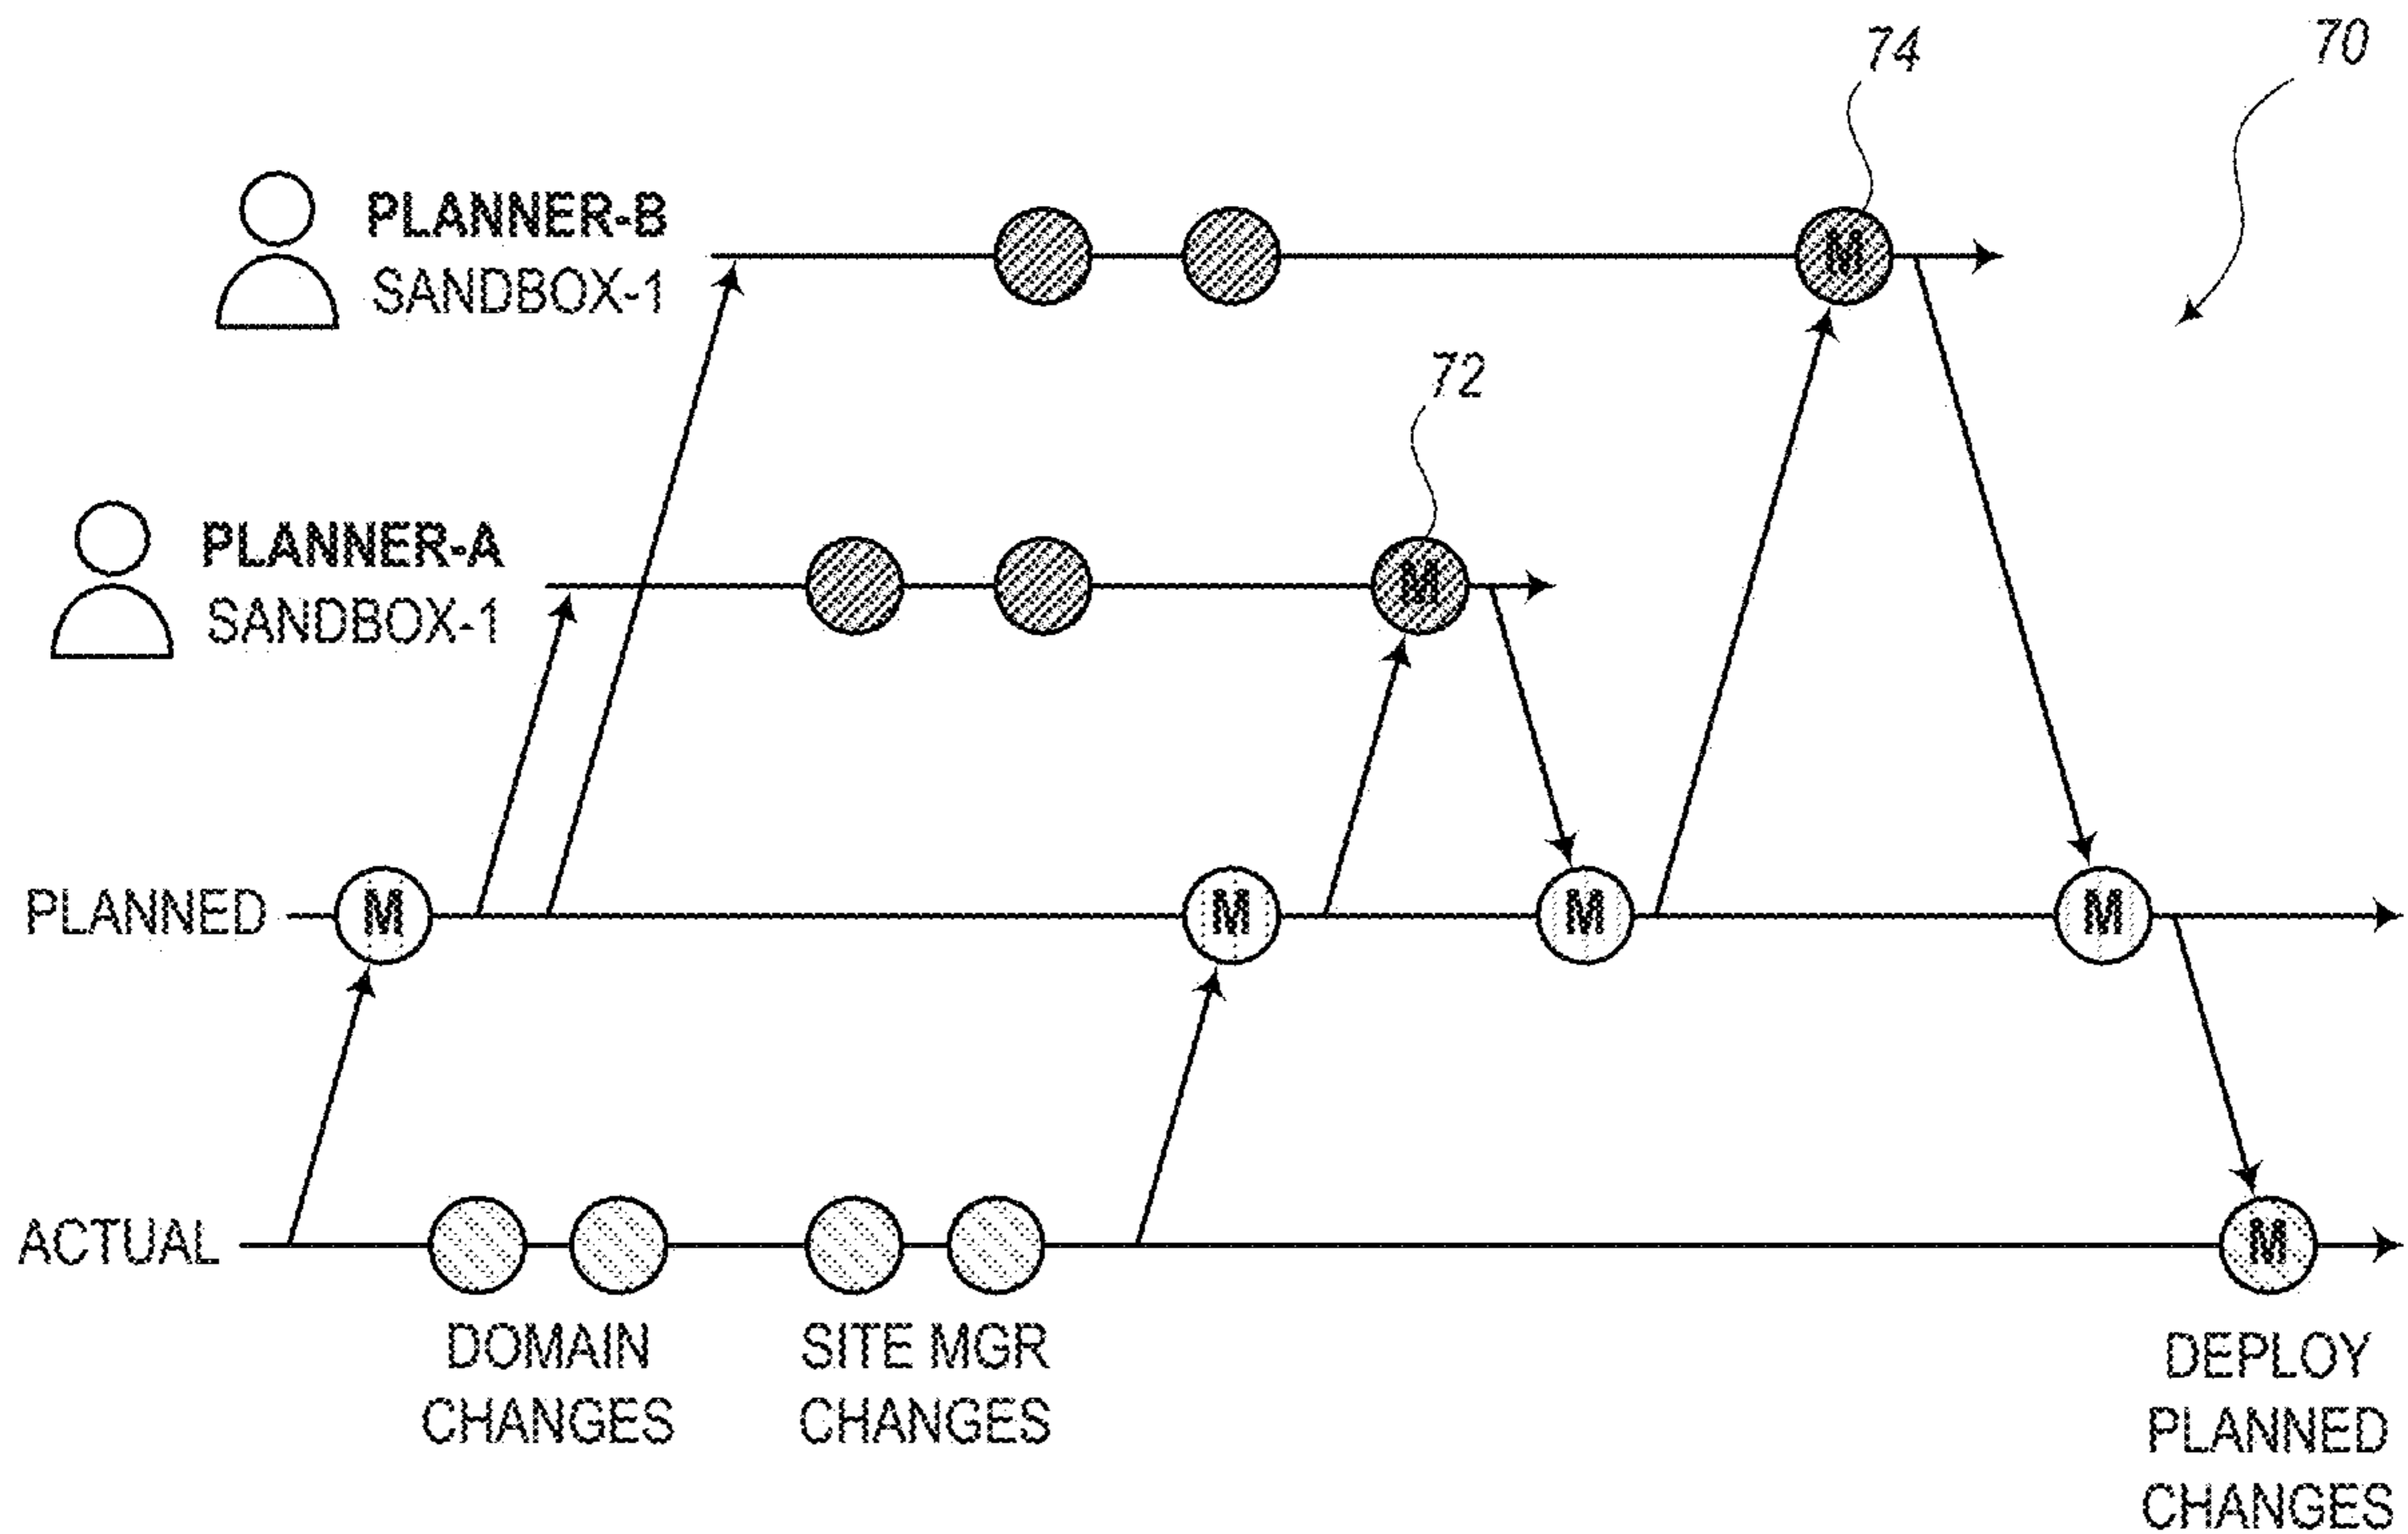 74
70
PLANNER-B
SANDBOX-1
M
72
PLANNER-A
SANDBOX-1
M
PLANNED
M
M
M
M
ACTUAL
M
DOMAIN
CHANGES
SITE MGR
CHANGES
DEPLOY
PLANNED
CHANGES